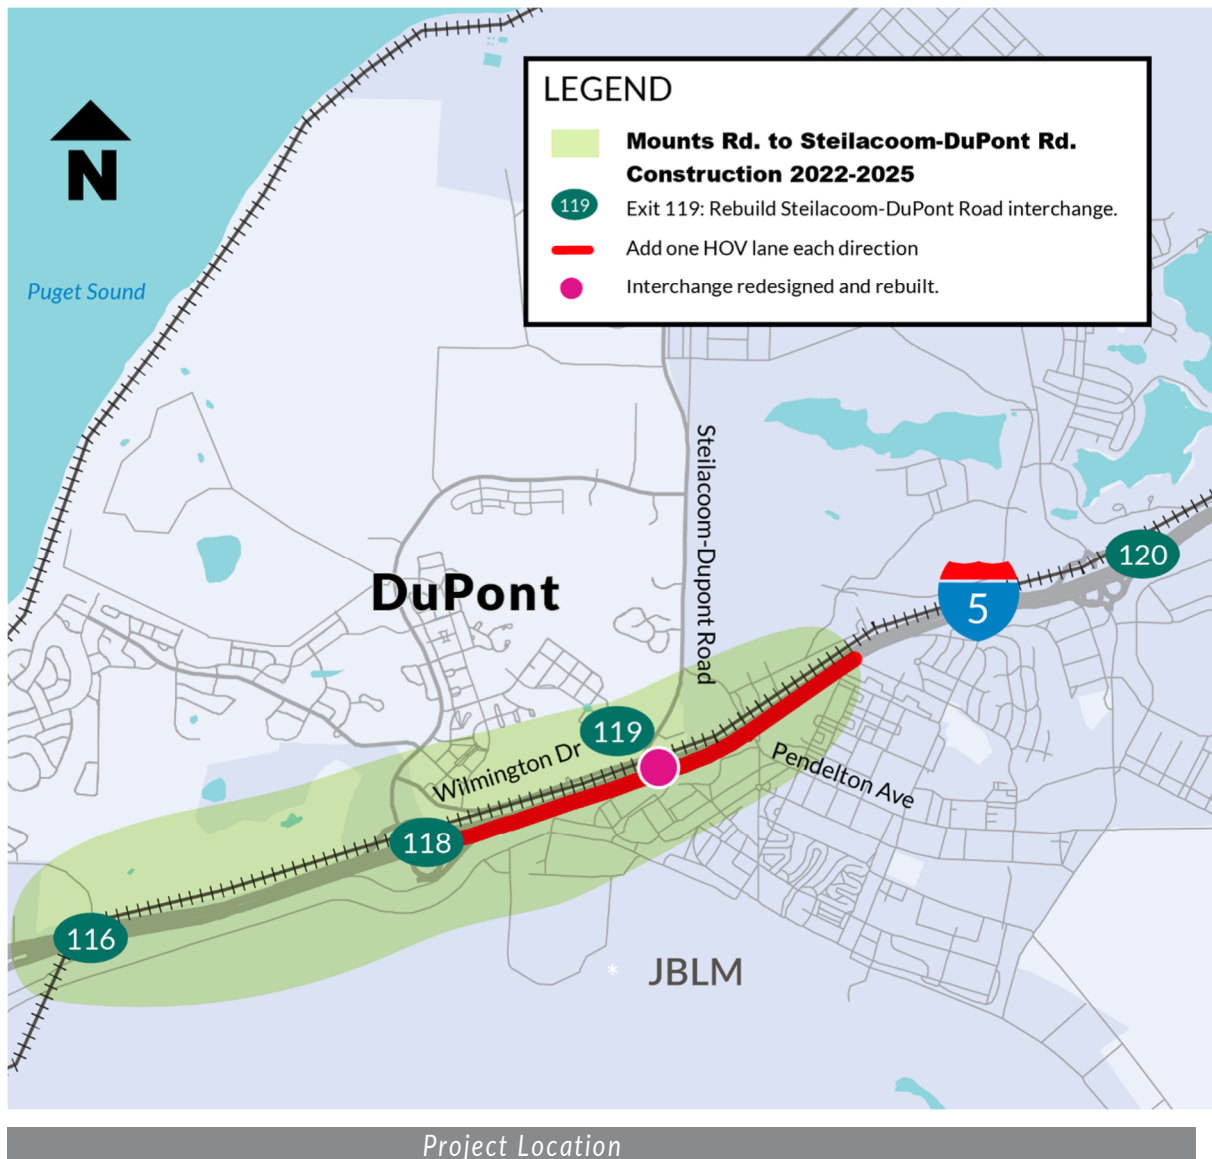 LEGEND
Mounts Rd. to Steilacoom-DuPont Rd.
Construction 2022-2025
119
Exit 119: Rebuild Steilacoom-DuPont Road interchange.
Add one HOV lane each direction
Interchange redesigned and rebuilt.
N
Puget Sound
Steilacoom-Dupont Road
120
5
DuPont
119
Wilmington Dr
Pendelton Ave
118
116
* JBLM
Project Location